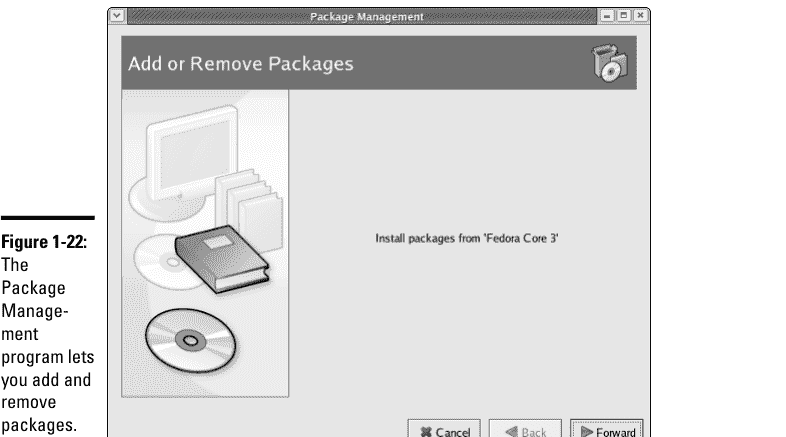 Package Management
Add or Remove Packages
Install packages from 'Fedora Core 3'
Cancel
Back
Forward
Figure 1-22:
The
Package
Manage-
ment
program lets
you add and
remove
packages.